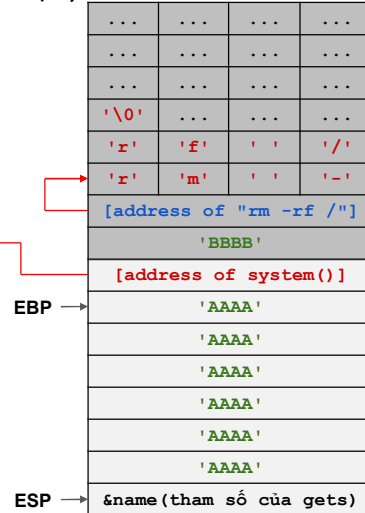 ... ... ... ...
... ... ... ...
... ... ... ...
'\0' ... ... ...
'r' 'f' ' ' '/'
'r' 'm' ' ' '-'
[address of "rm -rf /"]
'BBBB'
[address of system()]
EBP 'AAAA'
'AAAA'
'AAAA'
'AAAA'
'AAAA'
'AAAA'
ESP &name(tham số của gets)